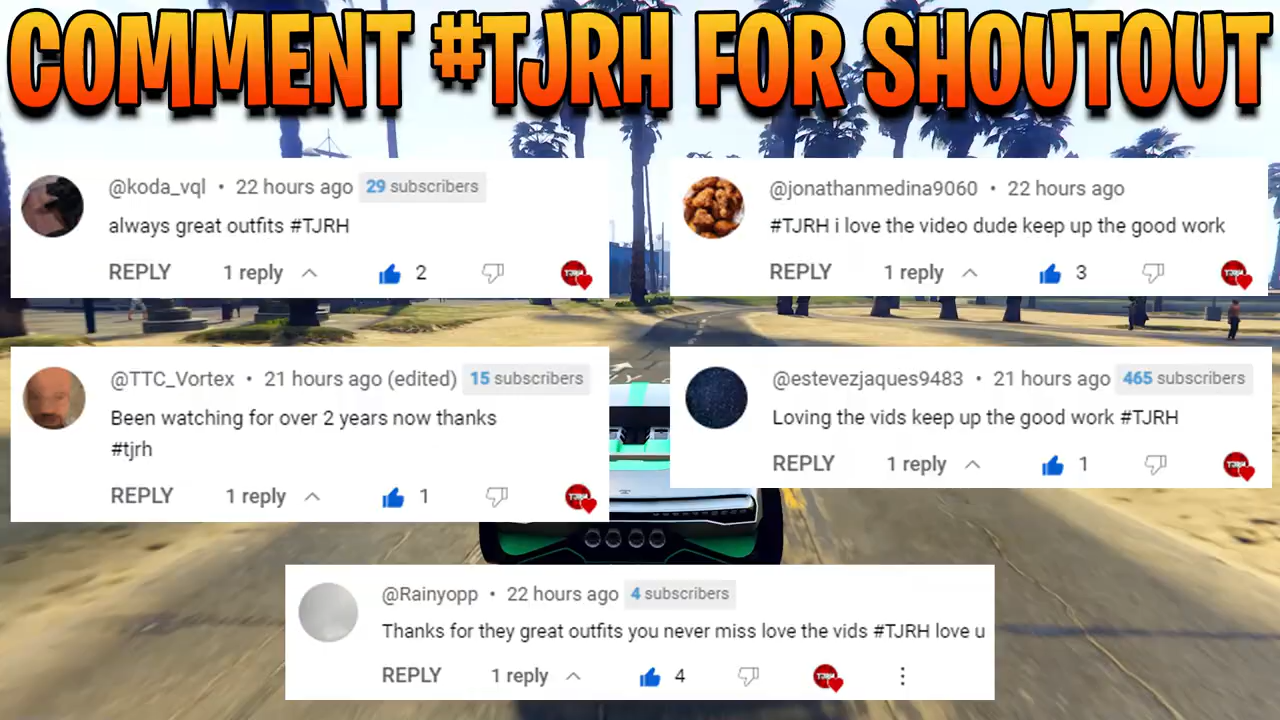 COMMENT #TJRH FOR SHOUTOUT
@koda_vql • 22 hours ago 29 subscribers
always great outfits #TJRH
REPLY 1 reply 2
TJRH
@jonathanmedina9060 • 22 hours ago
#TJRH i love the video dude keep up the good work
REPLY 1 reply 3
TJRH
@TTC_Vortex • 21 hours ago (edited) 15 subscribers
Been watching for over 2 years now thanks
#tjrh
REPLY 1 reply 1
TJRH
@estevezjaques9483 • 21 hours ago 465 subscribers
Loving the vids keep up the good work #TJRH
REPLY 1 reply 1
TJRH
@Rainyopp • 22 hours ago 4 subscribers
Thanks for they great outfits you never miss love the vids #TJRH love u
REPLY 1 reply 4
TJRH